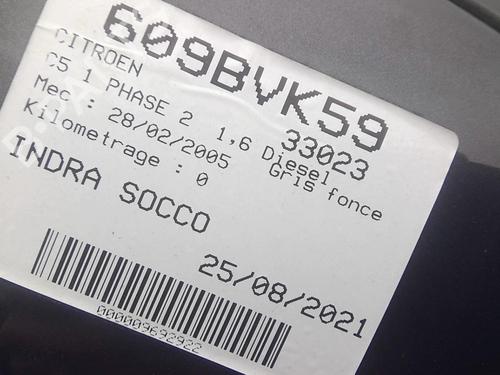 609BVK59
CITROEN 33023
C5 1 PHASE 2 1,6 Diesel
Mec : 28/02/2005 Gris fonce
Kilometrage : 0
INDRA SOCCO
25/08/2021
000009692922